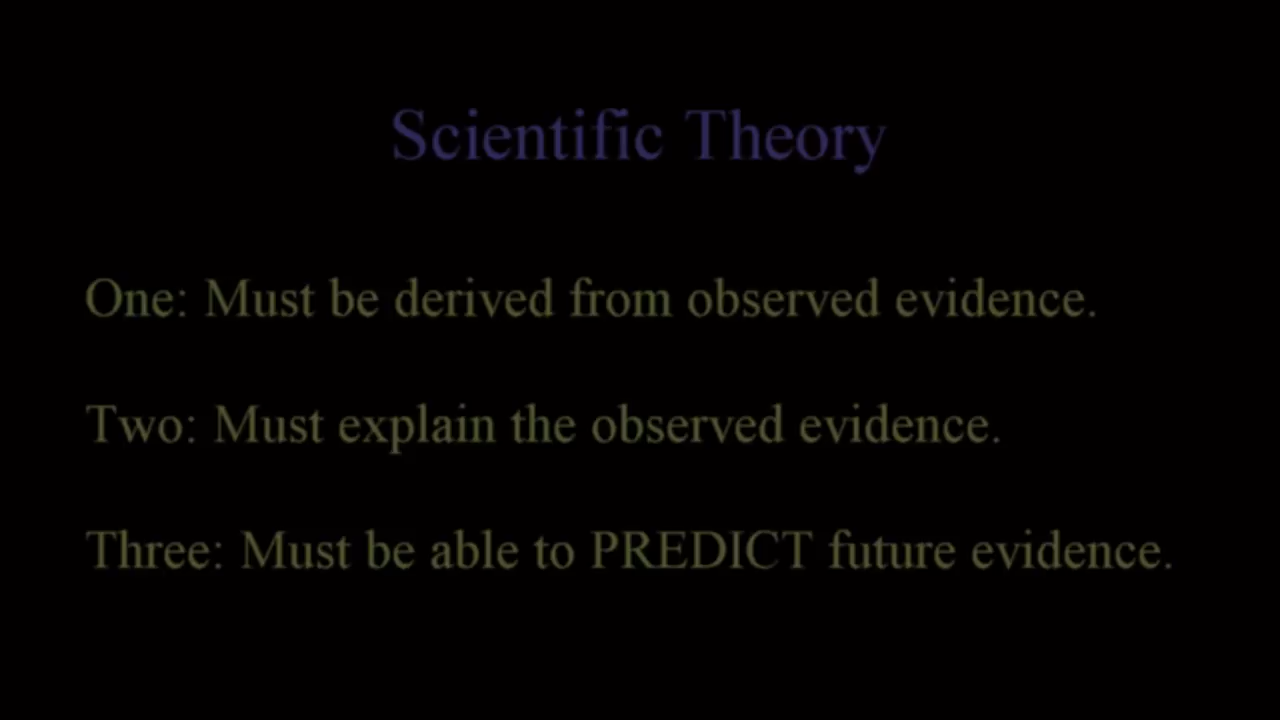 Scientific Theory
One: Must be derived from observed evidence.
Two: Must explain the observed evidence.
Three: Must be able to PREDICT future evidence.